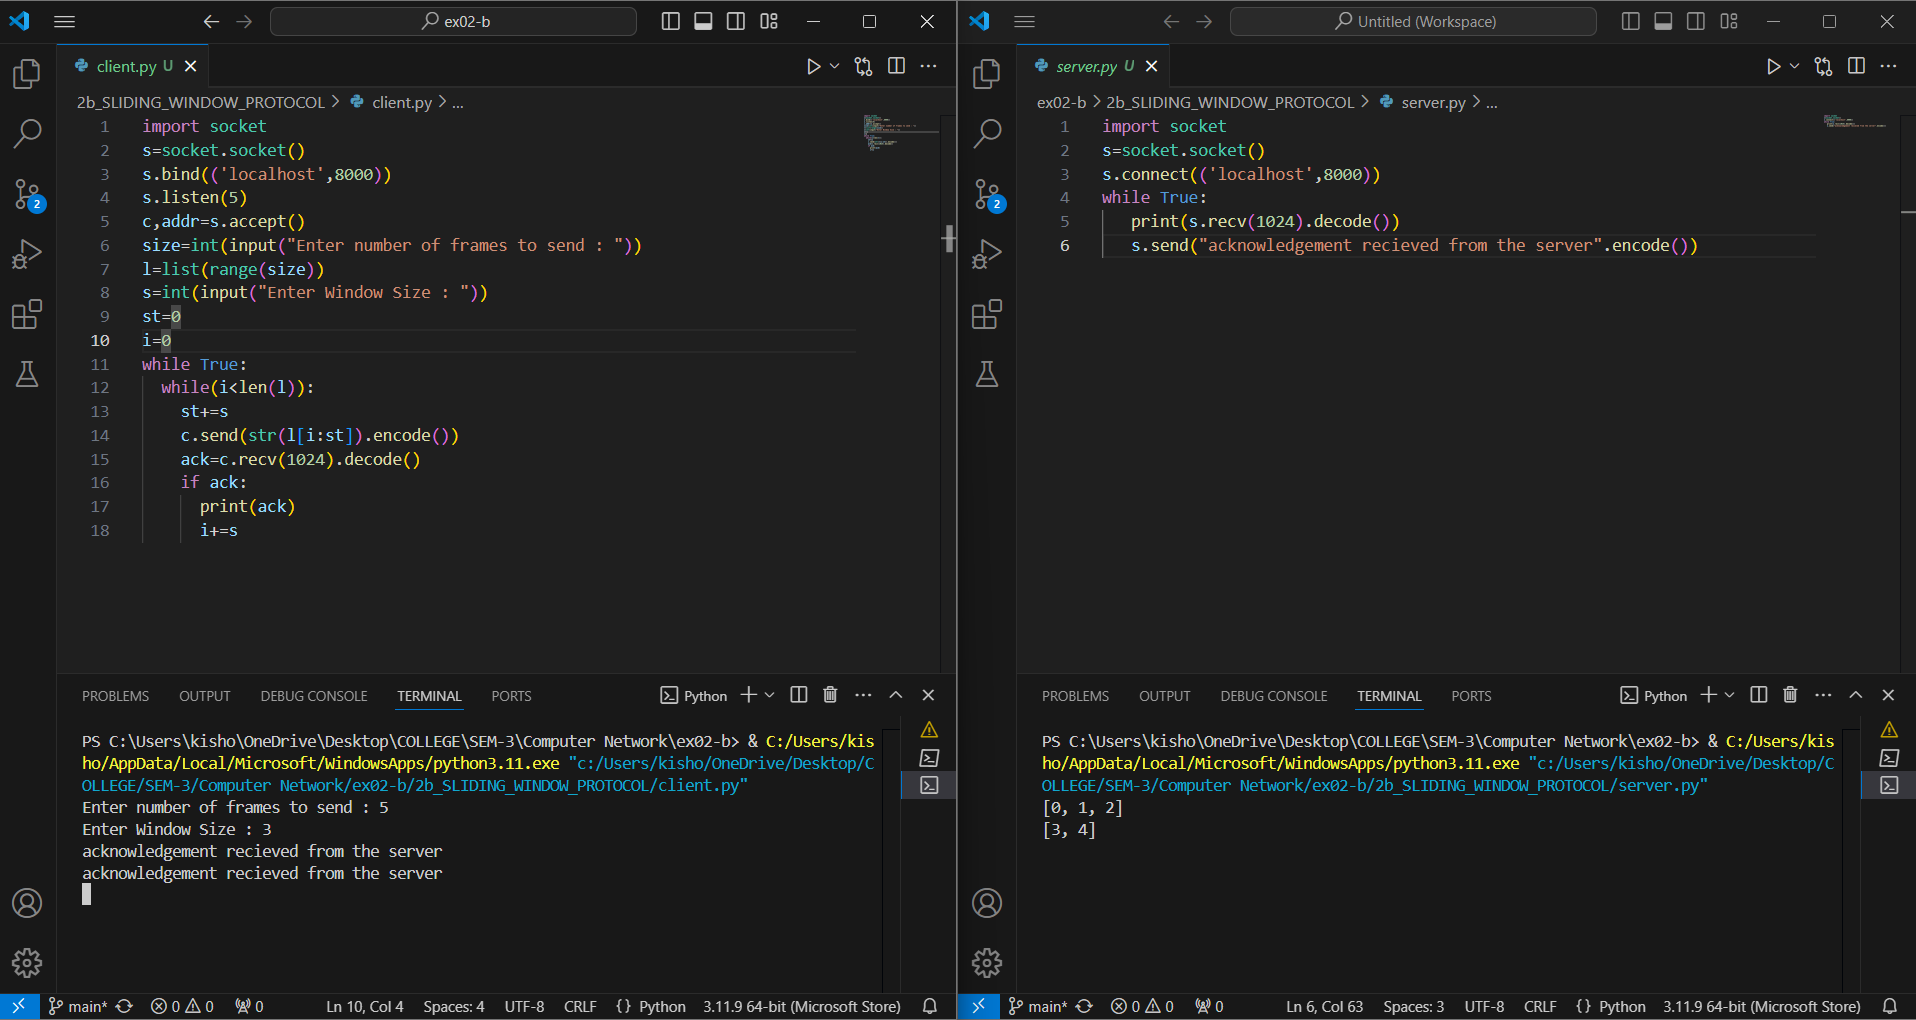 ex02-b
client.py U
2b_SLIDING_WINDOW_PROTOCOL > client.py > ...
1 import socket
2 s=socket.socket()
3 s.bind(('localhost',8000))
4 s.listen(5)
5 c,addr=s.accept()
6 size=int(input("Enter number of frames to send : "))
7 l=list(range(size))
8 s=int(input("Enter Window Size : "))
9 st=0
10 i=0
11 while True:
12 while(i<len(l)):
13 st+=s
14 c.send(str(l[i:st]).encode())
15 ack=c.recv(1024).decode()
16 if ack:
17 print(ack)
18 i+=s
PROBLEMS OUTPUT DEBUG CONSOLE TERMINAL PORTS Python
PS C:\Users\kisho\OneDrive\Desktop\COLLEGE\SEM-3\Computer Network\ex02-b> & C:/Users/kis
ho/AppData/Local/Microsoft/WindowsApps/python3.11.exe "c:/Users/kisho/OneDrive/Desktop/C
OLLEGE/SEM-3/Computer Network/ex02-b/2b_SLIDING_WINDOW_PROTOCOL/client.py"
Enter number of frames to send : 5
Enter Window Size : 3
acknowledgement recieved from the server
acknowledgement recieved from the server
2
main* 0 0 0 Ln 10, Col 4 Spaces: 4 UTF-8 CRLF {} Python 3.11.9 64-bit (Microsoft Store)
Untitled (Workspace)
server.py U
ex02-b > 2b_SLIDING_WINDOW_PROTOCOL > server.py > ...
1 import socket
2 s=socket.socket()
3 s.connect(('localhost',8000))
4 while True:
5 print(s.recv(1024).decode())
6 s.send("acknowledgement recieved from the server".encode())
PROBLEMS OUTPUT DEBUG CONSOLE TERMINAL PORTS Python
PS C:\Users\kisho\OneDrive\Desktop\COLLEGE\SEM-3\Computer Network\ex02-b> & C:/Users/kis
ho/AppData/Local/Microsoft/WindowsApps/python3.11.exe "c:/Users/kisho/OneDrive/Desktop/C
OLLEGE/SEM-3/Computer Network/ex02-b/2b_SLIDING_WINDOW_PROTOCOL/server.py"
[0, 1, 2]
[3, 4]
2
main* 0 0 0 Ln 6, Col 63 Spaces: 3 UTF-8 CRLF {} Python 3.11.9 64-bit (Microsoft Store)